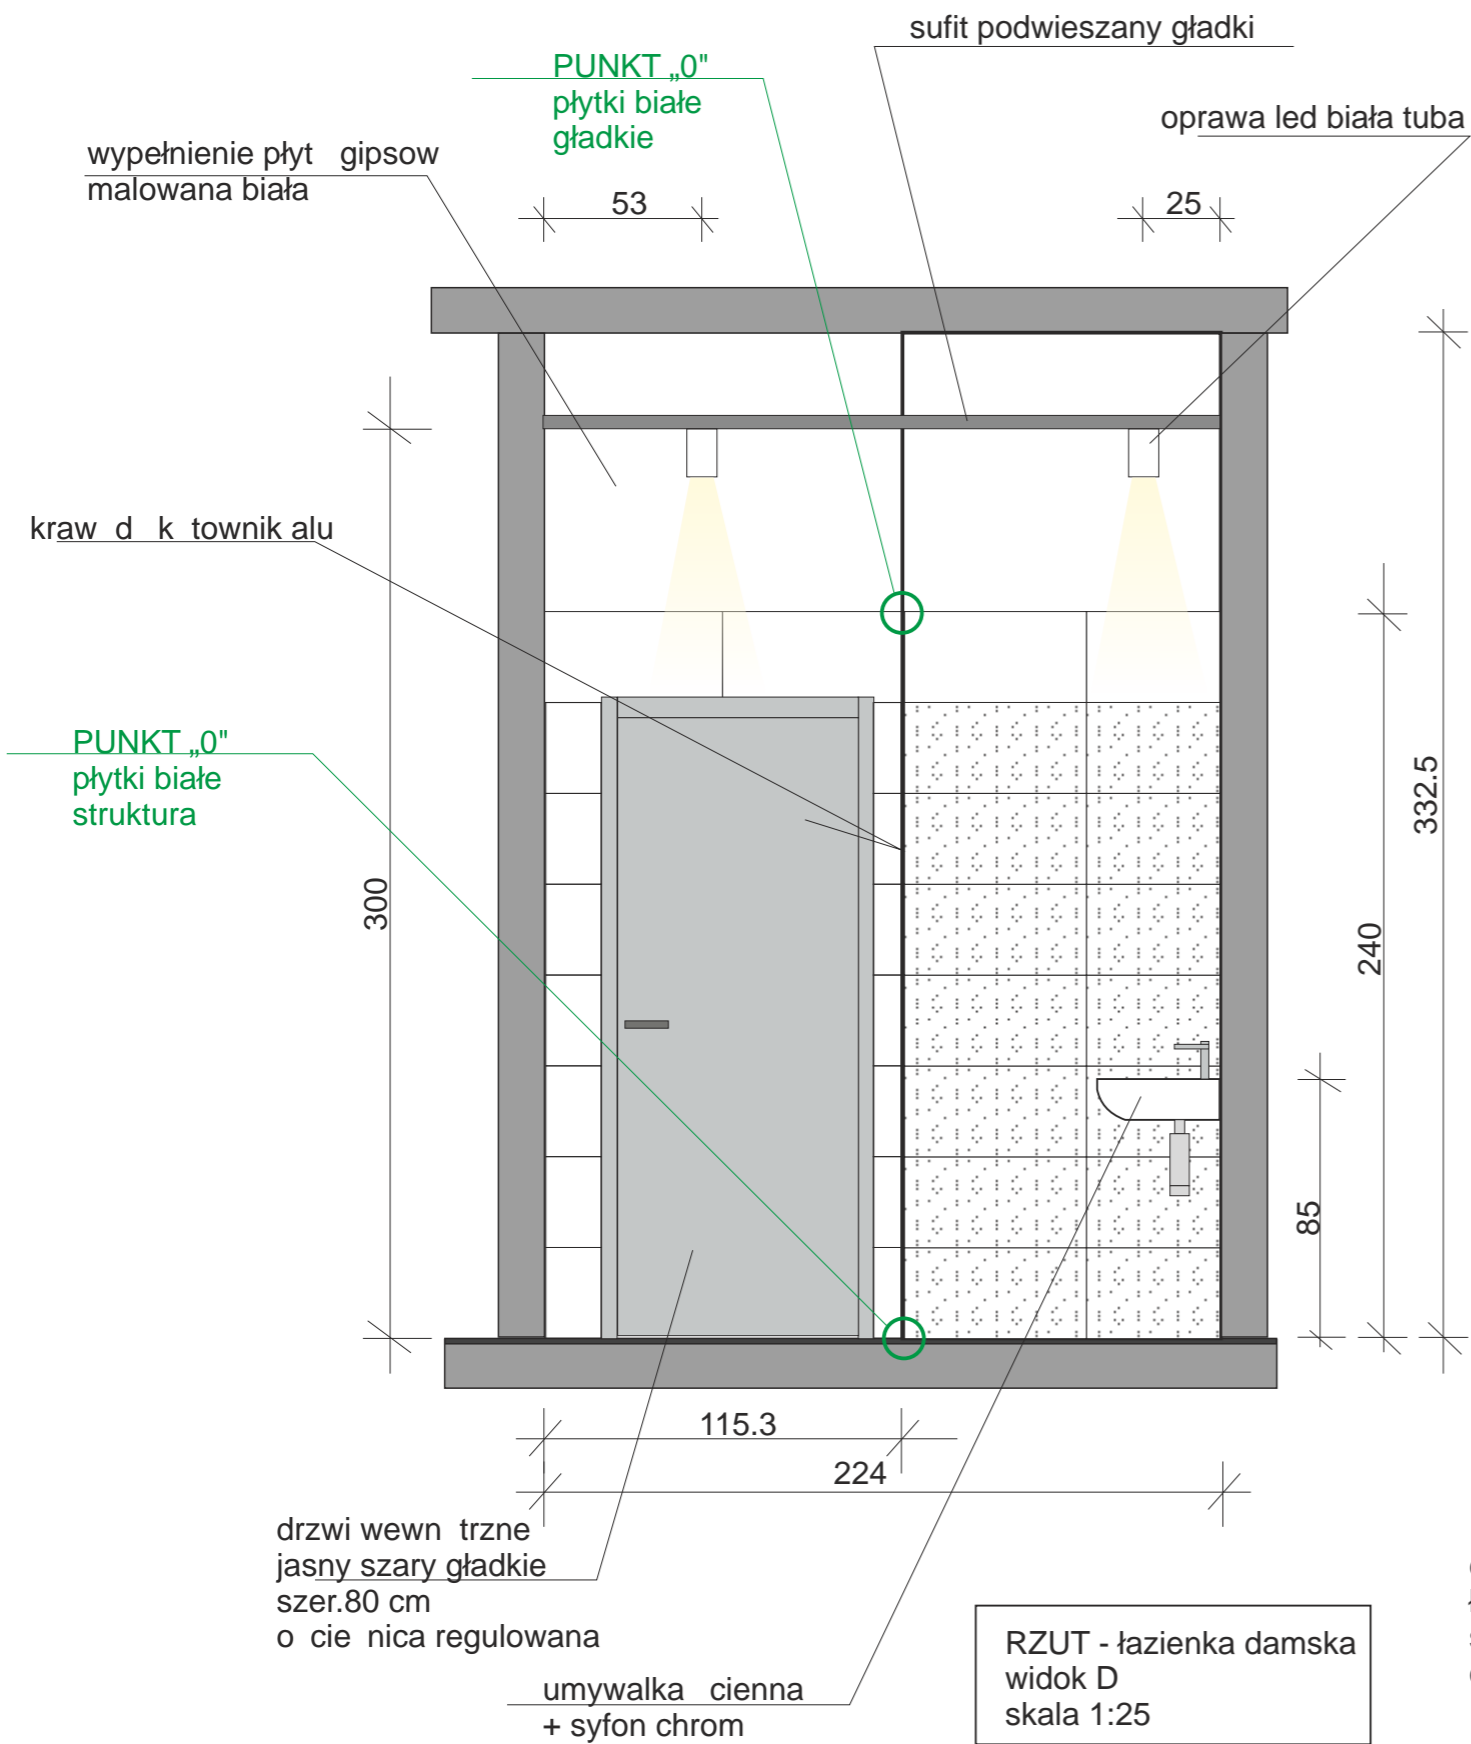 sufit podwieszany gładki
PUNKT „0"
płytki białe
gładkie
oprawa led biała tuba
wypełnienie płyt gipsow
malowana biała
53
25
kraw d k townik alu
PUNKT „0"
płytki białe
struktura
300
332.5
240
85
115.3
224
drzwi wewn trzne
jasny szary gładkie
szer.80 cm
o cie nica regulowana
umywalka cienna
+ syfon chrom
RZUT - łazienka damska
widok D
skala 1:25